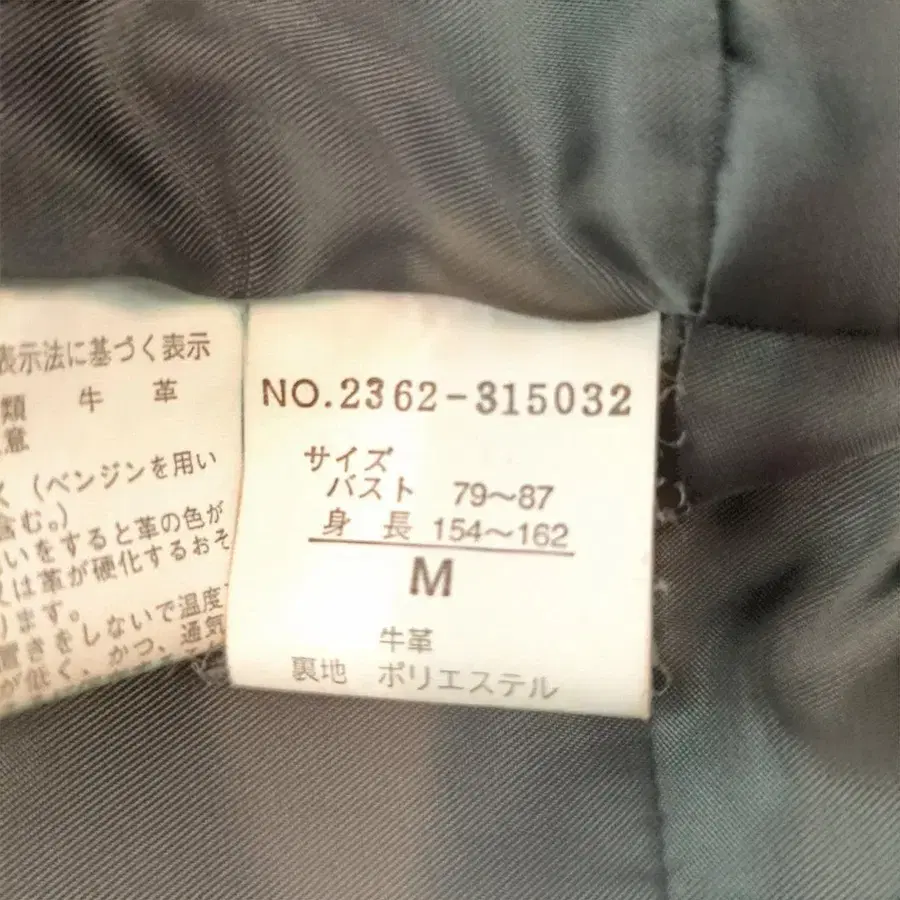 表示法に基づく表示
類 牛 革
意
(ベンジンを用い
含む。)
いをすると革の色が
は革が硬化するおそ
ります。
置きをしないで温度
が低く、かつ、通気
NO.2362-315032
サイズ
バスト 79〜87
身 長 154〜162
M
牛革
裏地 ポリエステル